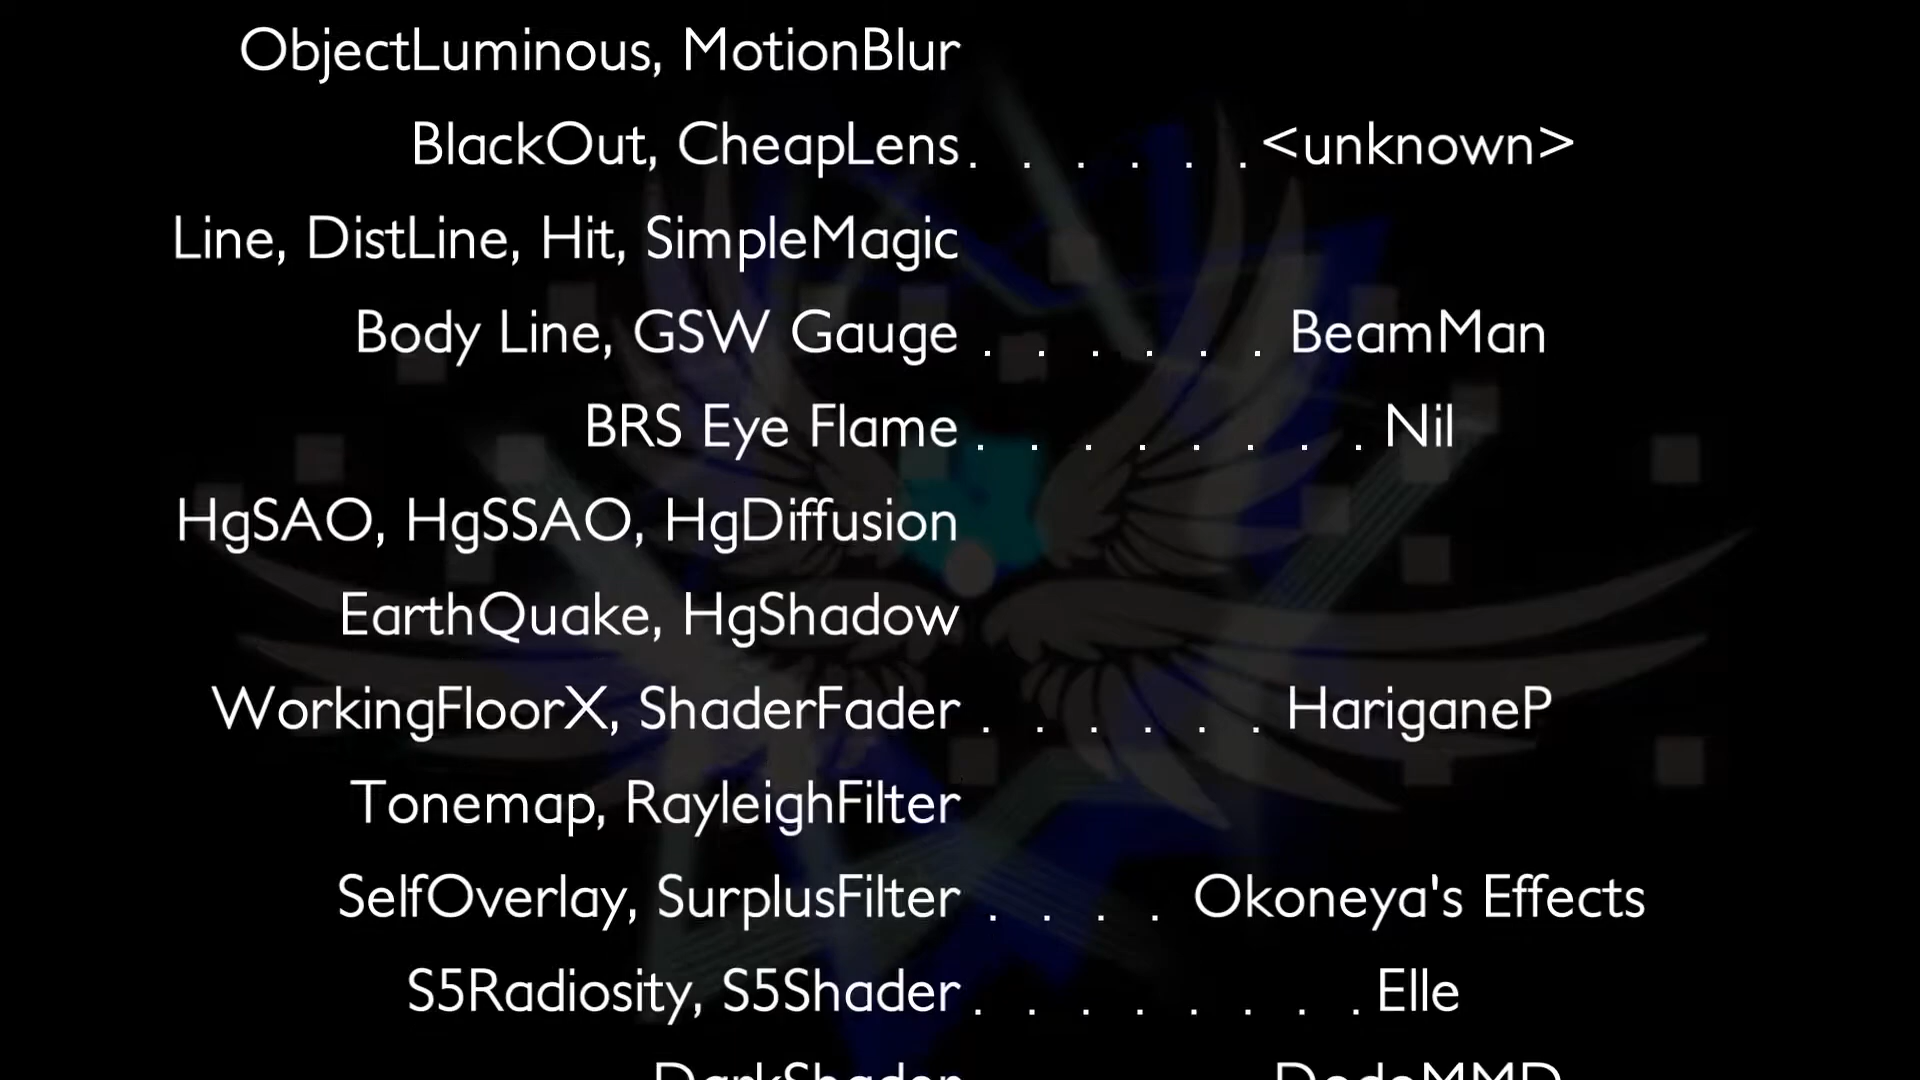 ObjectLuminous, MotionBlur
BlackOut, CheapLens . . . . . . <unknown>
Line, DistLine, Hit, SimpleMagic
Body Line, GSW Gauge . . . . . . BeamMan
BRS Eye Flame . . . . . . . . Nil
HgSAO, HgSSAO, HgDiffusion
EarthQuake, HgShadow
WorkingFloorX, ShaderFader . . . . . . HariganeP
Tonemap, RayleighFilter
SelfOverlay, SurplusFilter . . . . Okoneya's Effects
S5Radiosity, S5Shader . . . . . . . . Elle
DarkShader